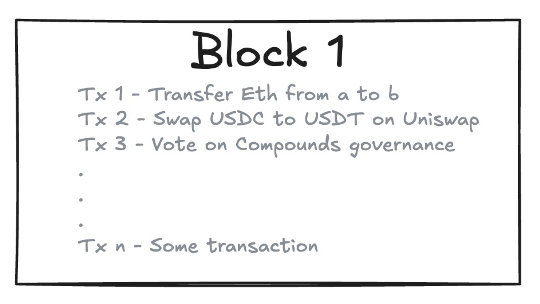 Block 1
Tx 1 - Transfer Eth from a to b
Tx 2 - Swap USDC to USDT on Uniswap
Tx 3 - Vote on Compounds governance
.
.
.
Tx n - Some transaction